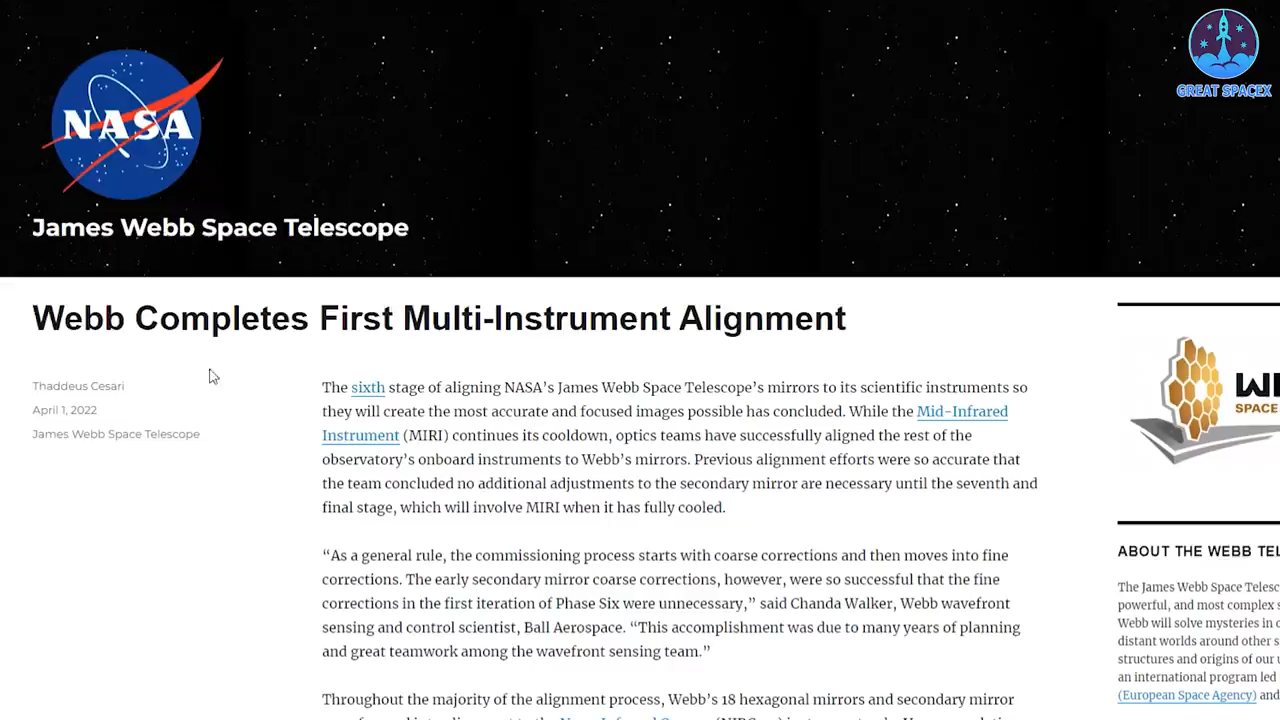 GREAT SPACEX
NASA
James Webb Space Telescope
Webb Completes First Multi-Instrument Alignment
Thaddeus Cesari
April 1, 2022
James Webb Space Telescope
The sixth stage of aligning NASA’s James Webb Space Telescope’s mirrors to its scientific instruments so
they will create the most accurate and focused images possible has concluded. While the Mid-Infrared
Instrument (MIRI) continues its cooldown, optics teams have successfully aligned the rest of the
observatory’s onboard instruments to Webb’s mirrors. Previous alignment efforts were so accurate that
the team concluded no additional adjustments to the secondary mirror are necessary until the seventh and
final stage, which will involve MIRI when it has fully cooled.
“As a general rule, the commissioning process starts with coarse corrections and then moves into fine
corrections. The early secondary mirror coarse corrections, however, were so successful that the fine
corrections in the first iteration of Phase Six were unnecessary,” said Chanda Walker, Webb wavefront
sensing and control scientist, Ball Aerospace. “This accomplishment was due to many years of planning
and great teamwork among the wavefront sensing team.”
Throughout the majority of the alignment process, Webb’s 18 hexagonal mirrors and secondary mirror
SPACE
ABOUT THE WEBB
The James Webb Space
powerful, and most complex
Webb will solve mysteries in
distant worlds around other
structures and origins of our
an international program led
(European Space Agency) and